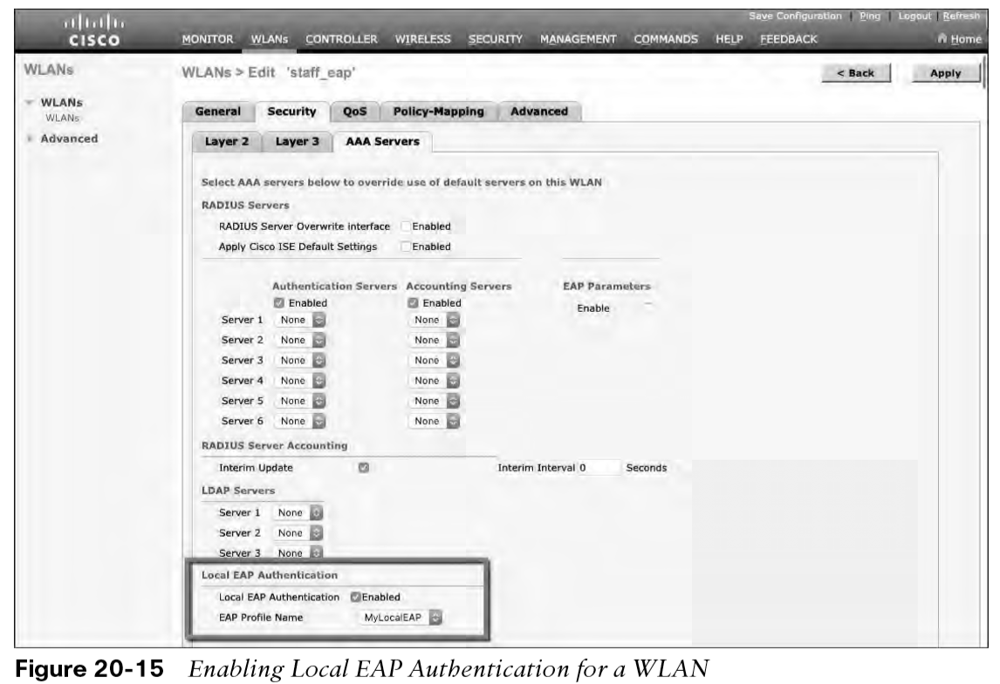 Save Configuration | Ping | Logout | Refresh
CISCO MONITOR WLANs CONTROLLER WIRELESS SECURITY MANAGEMENT COMMANDS HELP FEEDBACK Home
WLANs WLANs > Edit 'staff_eap' < Back Apply
WLANs
WLANs
Advanced
General Security QoS Policy-Mapping Advanced
Layer 2 Layer 3 AAA Servers
Select AAA servers below to override use of default servers on this WLAN
RADIUS Servers
RADIUS Server Overwrite interface Enabled
Apply Cisco ISE Default Settings Enabled
Authentication Servers Accounting Servers EAP Parameters
Enabled Enabled Enable
Server 1 None None
Server 2 None None
Server 3 None None
Server 4 None None
Server 5 None None
Server 6 None None
RADIUS Server Accounting
Interim Update Interim Interval 0 Seconds
LDAP Servers
Server 1 None
Server 2 None
Server 3 None
Local EAP Authentication
Local EAP Authentication Enabled
EAP Profile Name MyLocalEAP
Figure 20-15 Enabling Local EAP Authentication for a WLAN